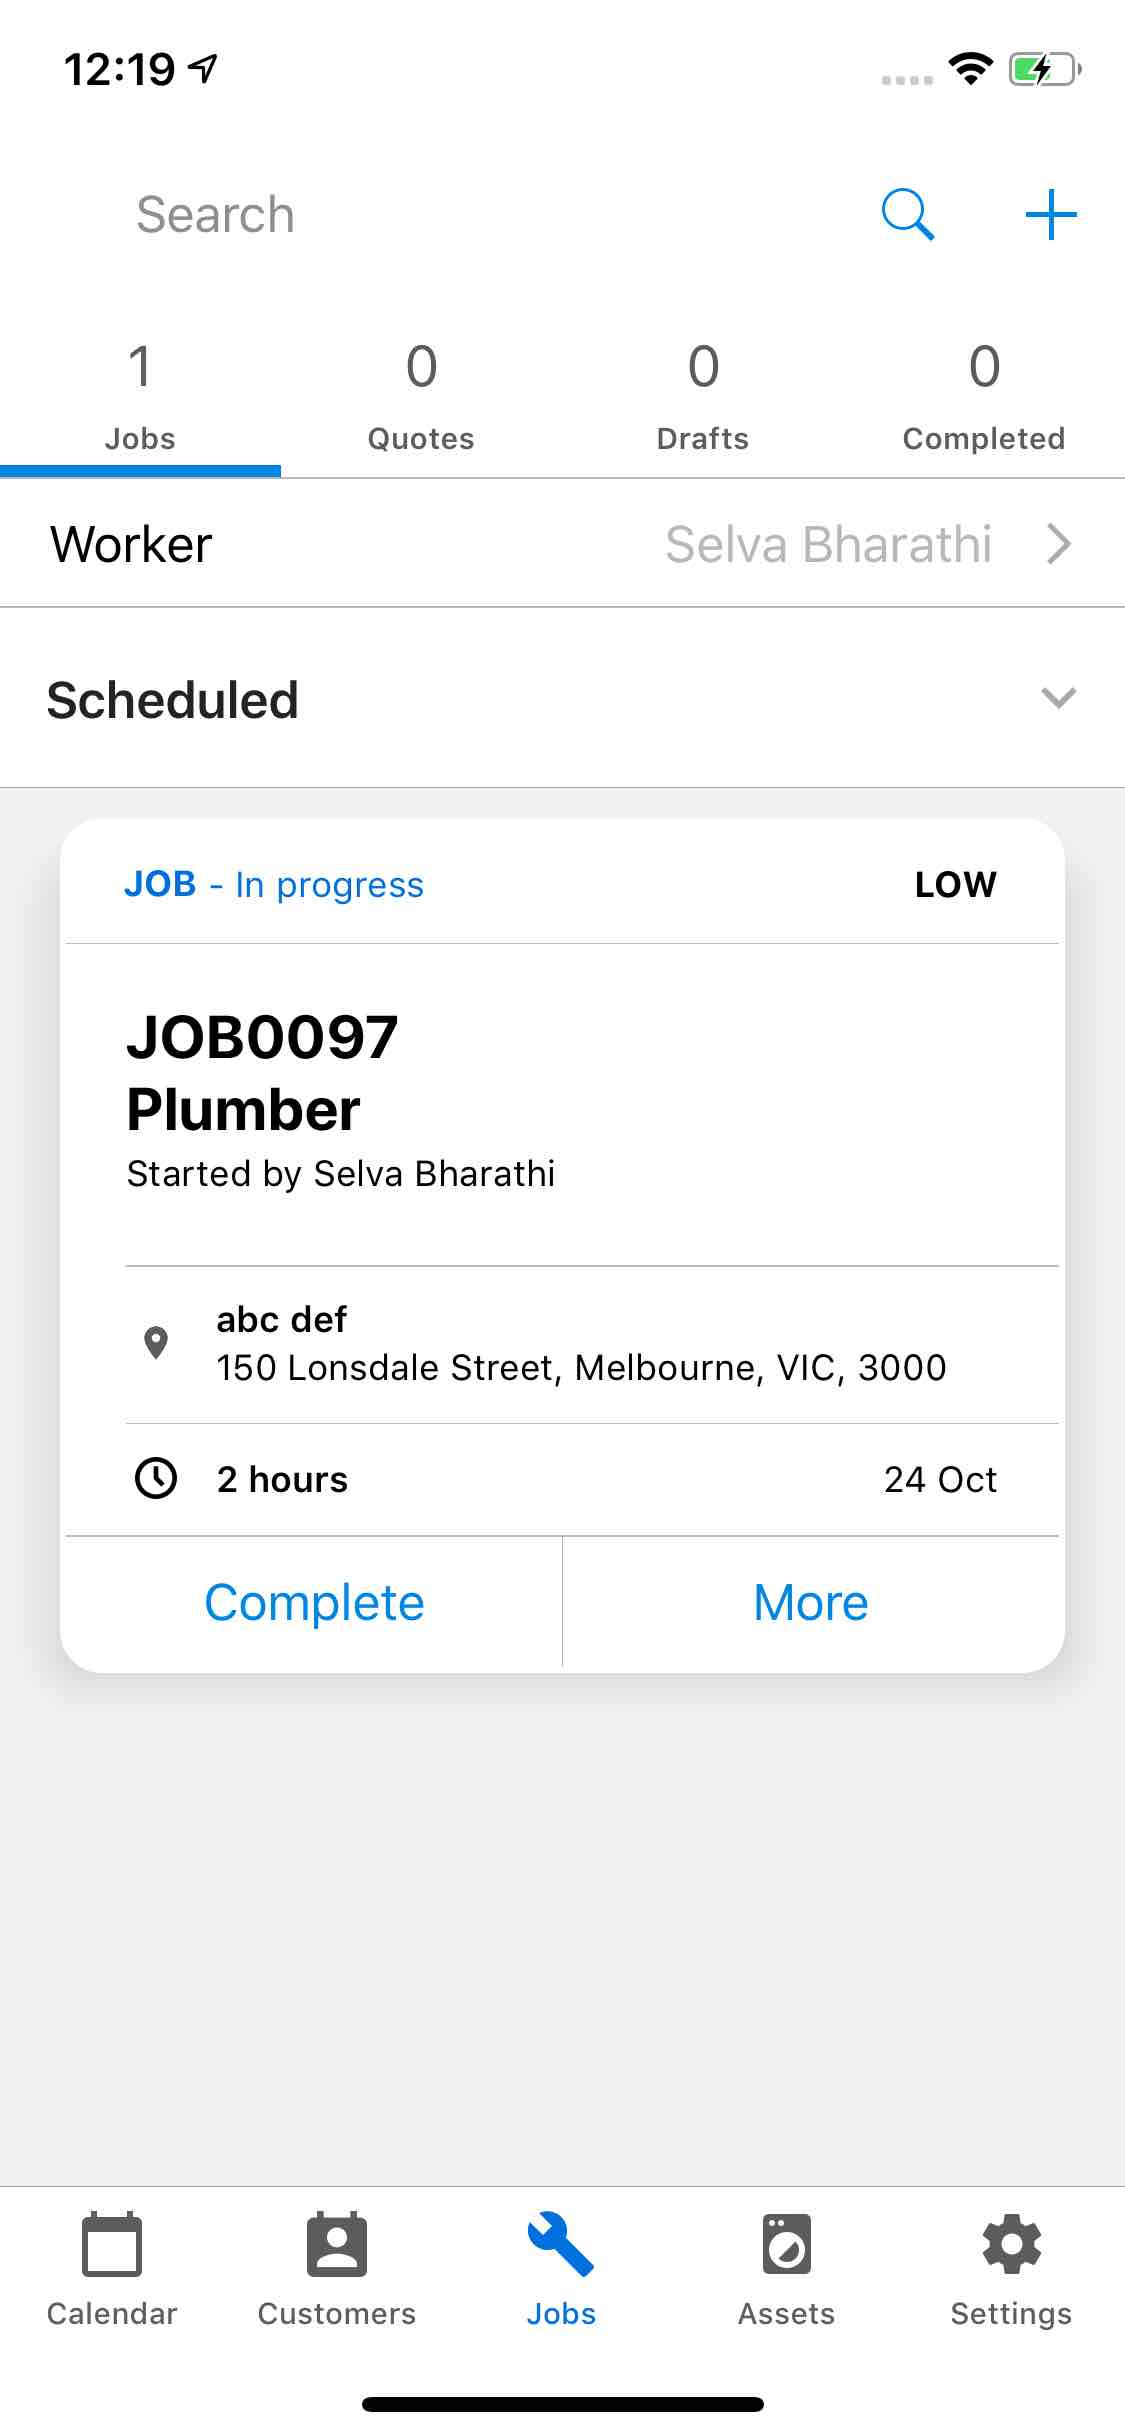 12:19
Search
1 0 0 0
Jobs Quotes Drafts Completed
Worker Selva Bharathi
Scheduled
JOB - In progress LOW
JOB0097
Plumber
Started by Selva Bharathi
abc def
150 Lonsdale Street, Melbourne, VIC, 3000
2 hours 24 Oct
Complete More
Calendar Customers Jobs Assets Settings